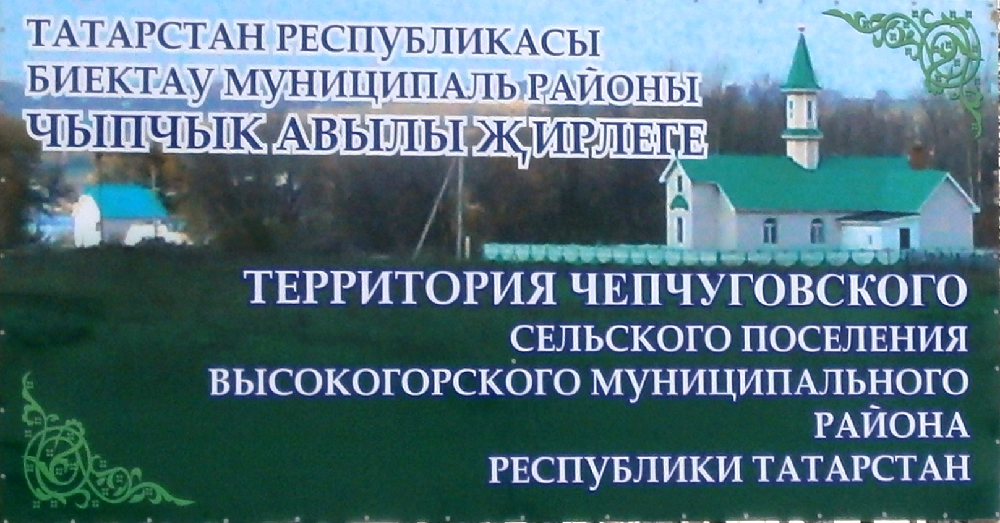 ТАТАРСТАН РЕСПУБЛИКАСЫ
БИЕКТАУ МУНИЦИПАЛЬ РАЙОНЫ
ЧЫПЧЫК АВЫЛЫ ҖИРЛЕГЕ
ТЕРРИТОРИЯ ЧЕПЧУГОВСКОГО
СЕЛЬСКОГО ПОСЕЛЕНИЯ
ВЫСОКОГОРСКОГО МУНИЦИПАЛЬНОГО
РАЙОНА
РЕСПУБЛИКИ ТАТАРСТАН